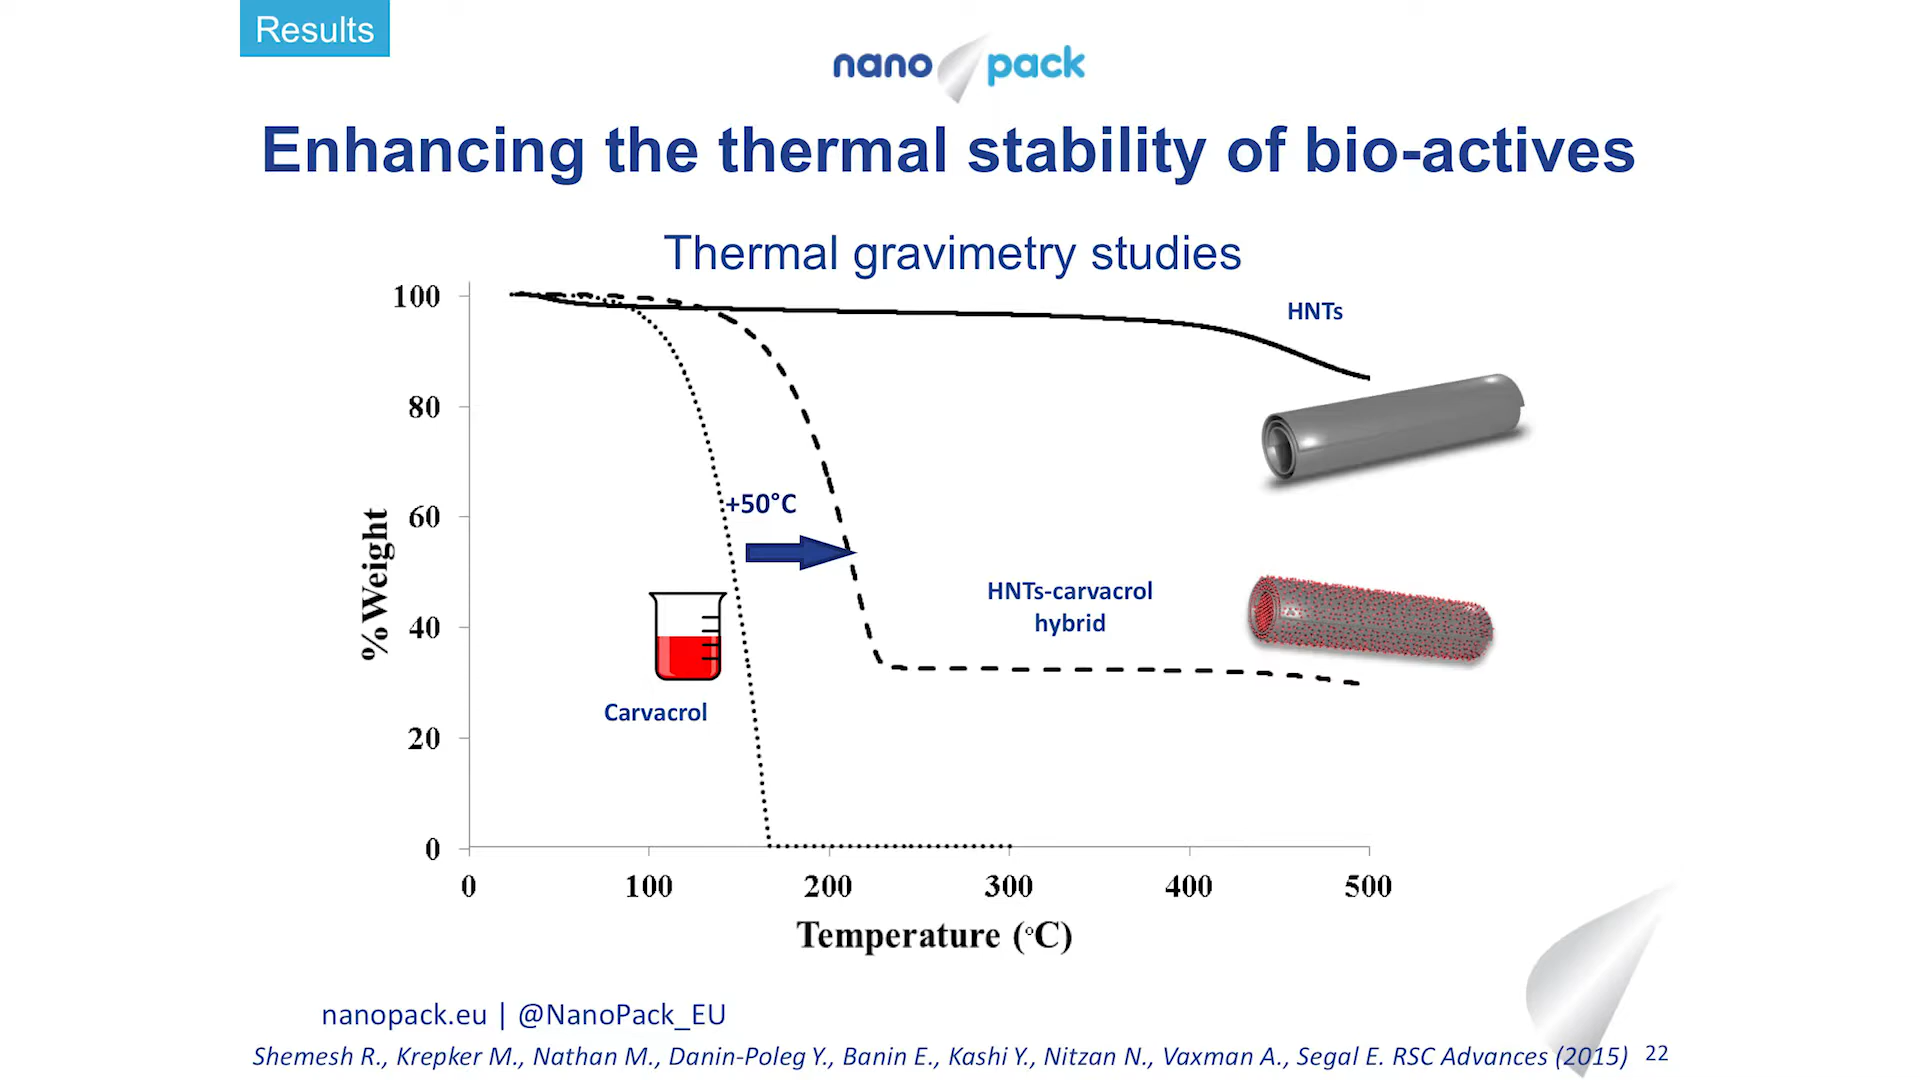 Results
nano pack
Enhancing the thermal stability of bio-actives
Thermal gravimetry studies
100
80
60
40
20
0
%Weight
HNTs
+50°C
HNTs-carvacrol
hybrid
Carvacrol
0 100 200 300 400 500
Temperature (°C)
nanopack.eu | @NanoPack_EU
Shemesh R., Krepker M., Nathan M., Danin-Poleg Y., Banin E., Kashi Y., Nitzan N., Vaxman A., Segal E. RSC Advances (2015) 22